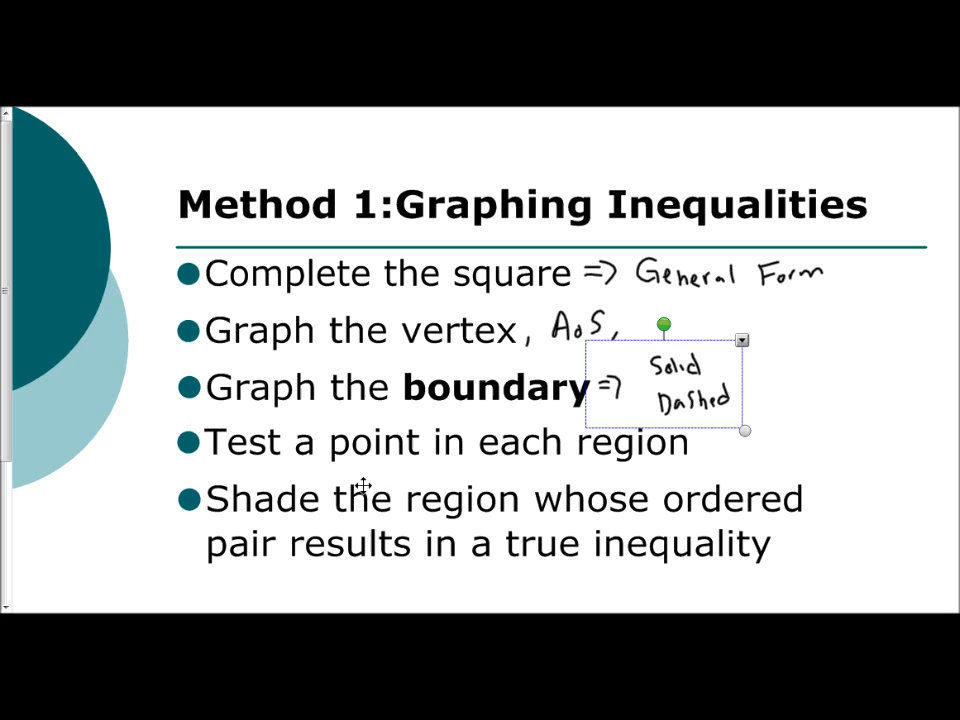 Method 1:Graphing Inequalities
Complete the square => General Form
Graph the vertex, AoS,
Graph the boundary => Solid
Dashed
Test a point in each region
Shade the region whose ordered
pair results in a true inequality